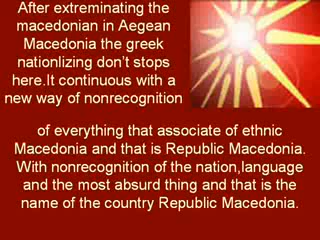 After extreminating the
macedonian in Aegean
Macedonia the greek
nationlizing don't stops
here.It continuous with a
new way of nonrecognition
of everything that associate of ethnic
Macedonia and that is Republic Macedonia.
With nonrecognition of the nation,language
and the most absurd thing and that is the
name of the country Republic Macedonia.